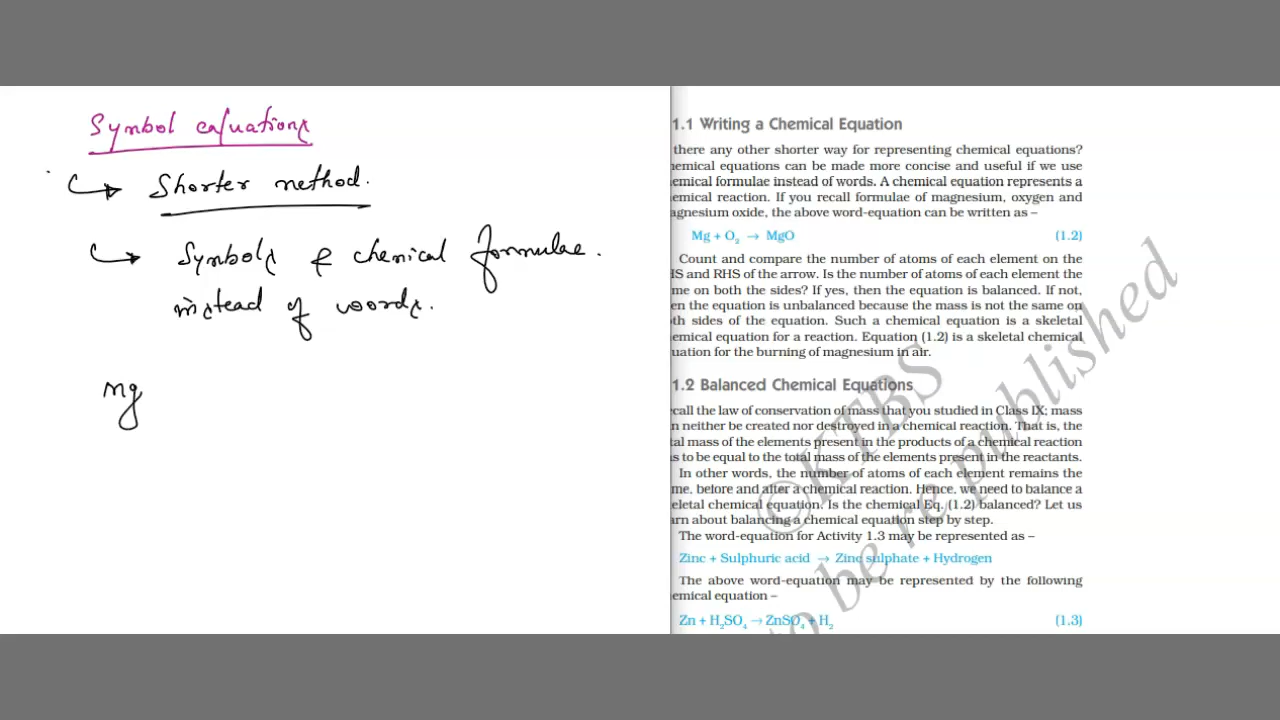 Symbol equations
Shorter method.
Symbols & chemical formulae.
instead of words.
Mg
1.1 Writing a Chemical Equation
there any other shorter way for representing chemical equations?
emical equations can be made more concise and useful if we use
emical formulae instead of words. A chemical equation represents a
emical reaction. If you recall formulae of magnesium, oxygen and
agnesium oxide, the above word-equation can be written as –
Mg + O₂ → MgO (1.2)
Count and compare the number of atoms of each element on the
IS and RHS of the arrow. Is the number of atoms of each element the
me on both the sides? If yes, then the equation is balanced. If not,
en the equation is unbalanced because the mass is not the same on
th sides of the equation. Such a chemical equation is a skeletal
emical equation for a reaction. Equation (1.2) is a skeletal chemical
uation for the burning of magnesium in air.
1.2 Balanced Chemical Equations
call the law of conservation of mass that you studied in Class IX; mass
n neither be created nor destroyed in a chemical reaction. That is, the
tal mass of the elements present in the products of a chemical reaction
s to be equal to the total mass of the elements present in the reactants.
In other words, the number of atoms of each element remains the
me, before and after a chemical reaction. Hence, we need to balance a
eletal chemical equation. Is the chemical Eq. (1.2) balanced? Let us
arn about balancing a chemical equation step by step.
The word-equation for Activity 1.3 may be represented as –
Zinc + Sulphuric acid → Zinc sulphate + Hydrogen
The above word-equation may be represented by the following
emical equation –
Zn + H₂SO₄ → ZnSO₄ + H₂ (1.3)
©KTBS
to be republished